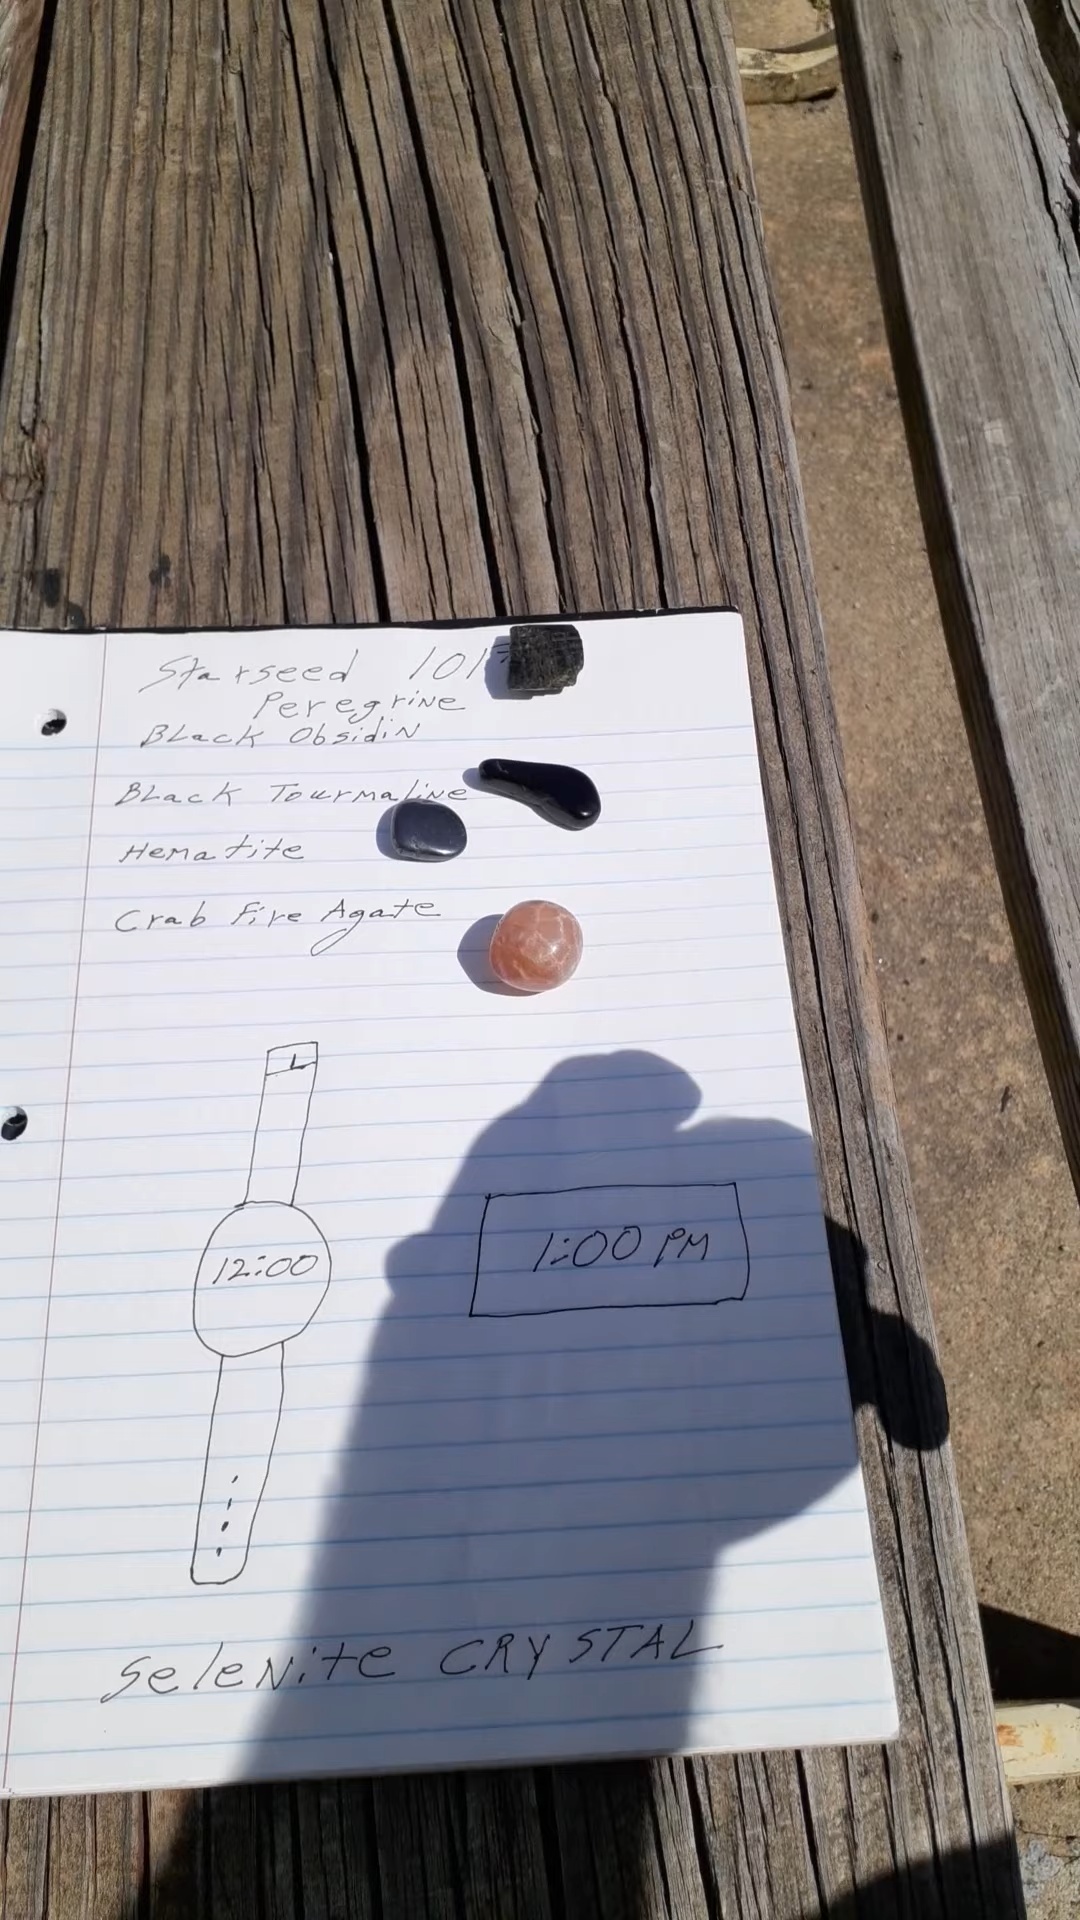 Starseed 101
Peregrine
Black Obsidin
Black Tourmaline
Hematite
Crab Fire Agate
12:00
1:00 PM
Selenite CRYSTAL